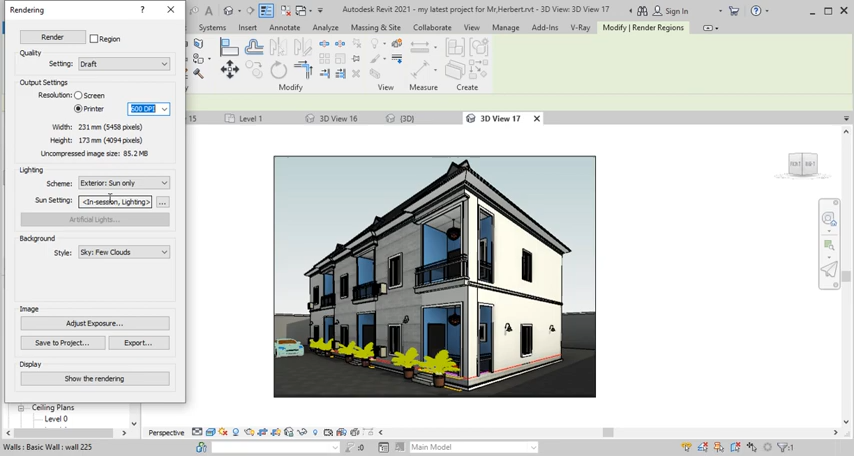 Rendering
?
Render
Region
Quality
Setting:
Draft
Output Settings
Resolution:
Screen
Printer
600 DPI
Width: 231 mm (5458 pixels)
Height: 173 mm (4094 pixels)
Uncompressed image size: 85.2 MB
Lighting
Scheme:
Exterior: Sun only
Sun Setting:
<In-session, Lighting>
...
Artificial Lights...
Background
Style:
Sky: Few Clouds
Image
Adjust Exposure...
Save to Project...
Export...
Display
Show the rendering
Ceiling Plans
Level 0
Walls : Basic Wall : wall 225
Autodesk Revit 2021 - my latest project for Mr,Herbert.rvt - 3D View: 3D View 17
Sign In
Systems
Insert
Annotate
Analyze
Massing & Site
Collaborate
View
Manage
Add-Ins
V-Ray
Modify | Render Regions
Modify
View
Measure
Create
15
Level 1
3D View 16
{3D}
3D View 17
Perspective
:0
Main Model
:1